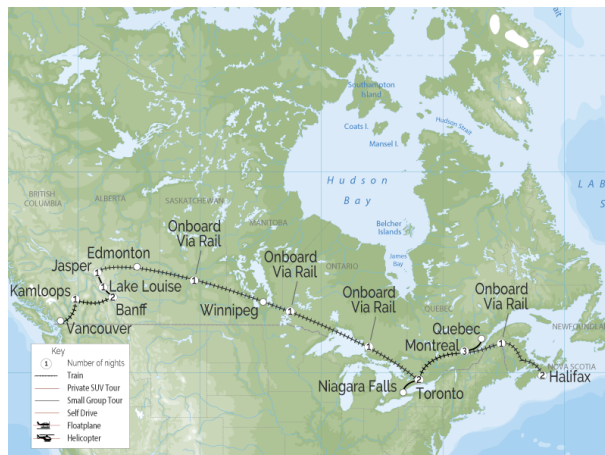 Southampton
Island
Coats I.
Hudson Strait
Mansel I.
Hudson
Bay
LAB
S
BRITISH
COLUMBIA
ALBERTA
SASKATCHEWAN
MANITOBA
Belcher
Islands
James
Bay
ONTARIO
QUEBEC
NEWFOUNDLAN
NOVA SCOTIA
Onboard
Via Rail
Onboard
Via Rail
Onboard
Via Rail
Onboard
Via Rail
Edmonton
Jasper
1
1
Lake Louise
1
Kamloops
1
2
Banff
Vancouver
Winnipeg
1
1
Quebec
Montreal
3
1
Niagara Falls
2
Toronto
2
Halifax
Key
1
Number of nights
Train
Private SUV Tour
Small Group Tour
Self Drive
Floatplane
Helicopter